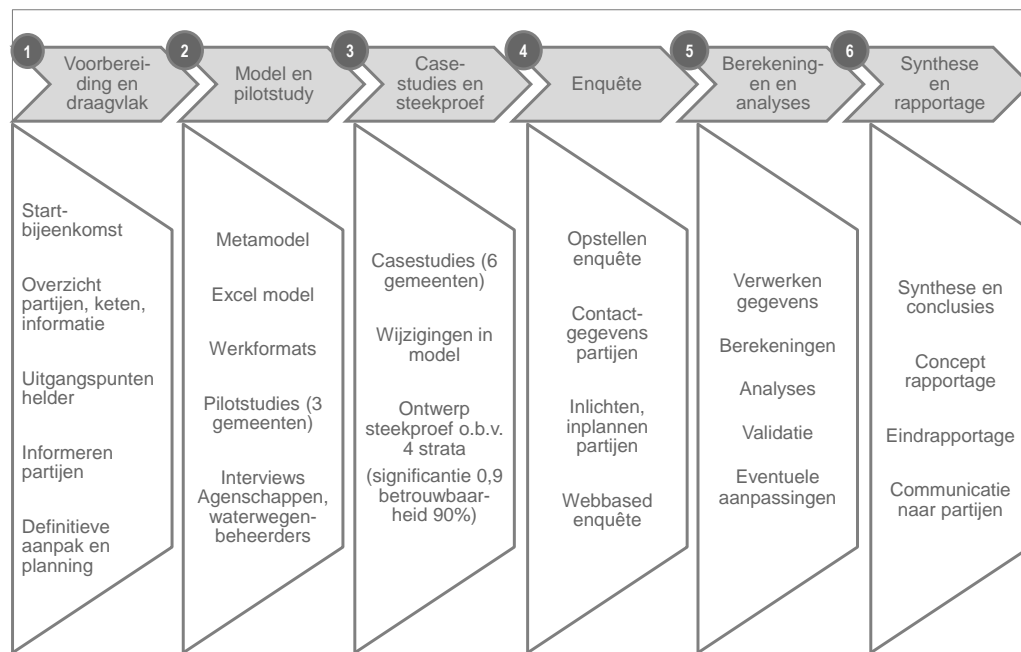 1
Voorberei-
ding en
draagvlak
2
Model en
pilotstudy
3
Case-
studies en
steekproef
4
Enquête
5
Berekening-
en en
analyses
6
Synthese
en
rapportage
Start-
bijeenkomst
Overzicht
partijen, keten,
informatie
Uitgangspunten
helder
Informeren
partijen
Definitieve
aanpak en
planning
Metamodel
Excel model
Werkformats
Pilotstudies (3
gemeenten)
Interviews
Agenschappen,
waterwegen-
beheerders
Casestudies (6
gemeenten)
Wijzigingen in
model
Ontwerp
steekproef o.b.v.
4 strata
(significantie 0,9
betrouwbaar-
heid 90%)
Opstellen
enquête
Contact-
gegevens
partijen
Inlichten,
inplannen
partijen
Webbased
enquête
Verwerken
gegevens
Berekeningen
Analyses
Validatie
Eventuele
aanpassingen
Synthese en
conclusies
Concept
rapportage
Eindrapportage
Communicatie
naar partijen